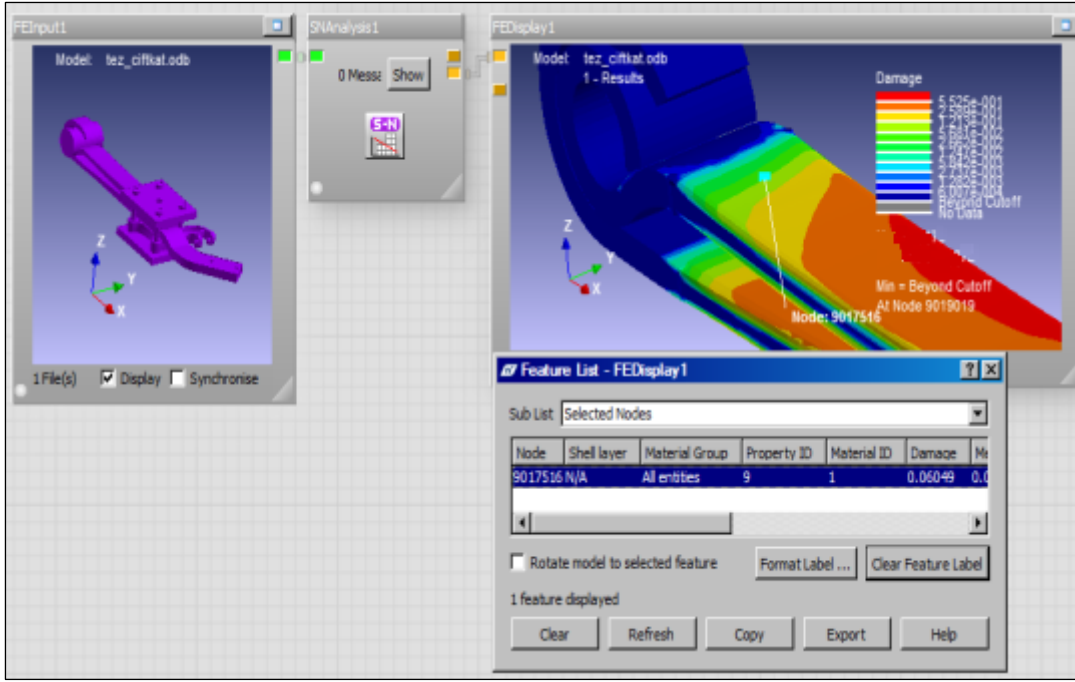 FEInput1
Model: tez_ciftkat.odb
Z
Y
X
1 File(s) Display Synchronise
SNAnalysis1
0 Messa Show
S-N
FEDisplay1
Model: tez_ciftkat.odb
1 - Results
Damage
5.525e-001
Beyond Cutoff
No Data
Min = Beyond Cutoff
At Node 9019019
Node: 9017516
Z
Y
X
Feature List - FEDisplay1
Sub List Selected Nodes
Node Shell layer Material Group Property ID Material ID Damage Me
9017516 N/A All entities 9 1 0.06049 0.0
Rotate model to selected feature Format Label ... Clear Feature Label
1 feature displayed
Clear Refresh Copy Export Help